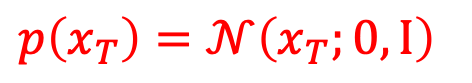 p(x_T) = 𝒩(x_T; 0, I)